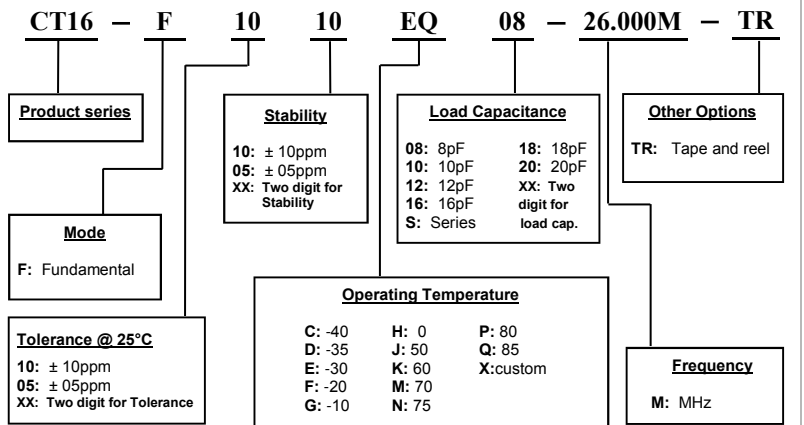 CT16 – F 10 10 EQ 08 – 26.000M – TR
Product series
Stability
10: ± 10ppm
05: ± 05ppm
XX: Two digit for
Stability
Load Capacitance
08: 8pF 18: 18pF
10: 10pF 20: 20pF
12: 12pF XX: Two
16: 16pF digit for
S: Series load cap.
Other Options
TR: Tape and reel
Mode
F: Fundamental
Operating Temperature
C: -40 H: 0 P: 80
D: -35 J: 50 Q: 85
E: -30 K: 60 X:custom
F: -20 M: 70
G: -10 N: 75
Tolerance @ 25°C
10: ± 10ppm
05: ± 05ppm
XX: Two digit for Tolerance
Frequency
M: MHz